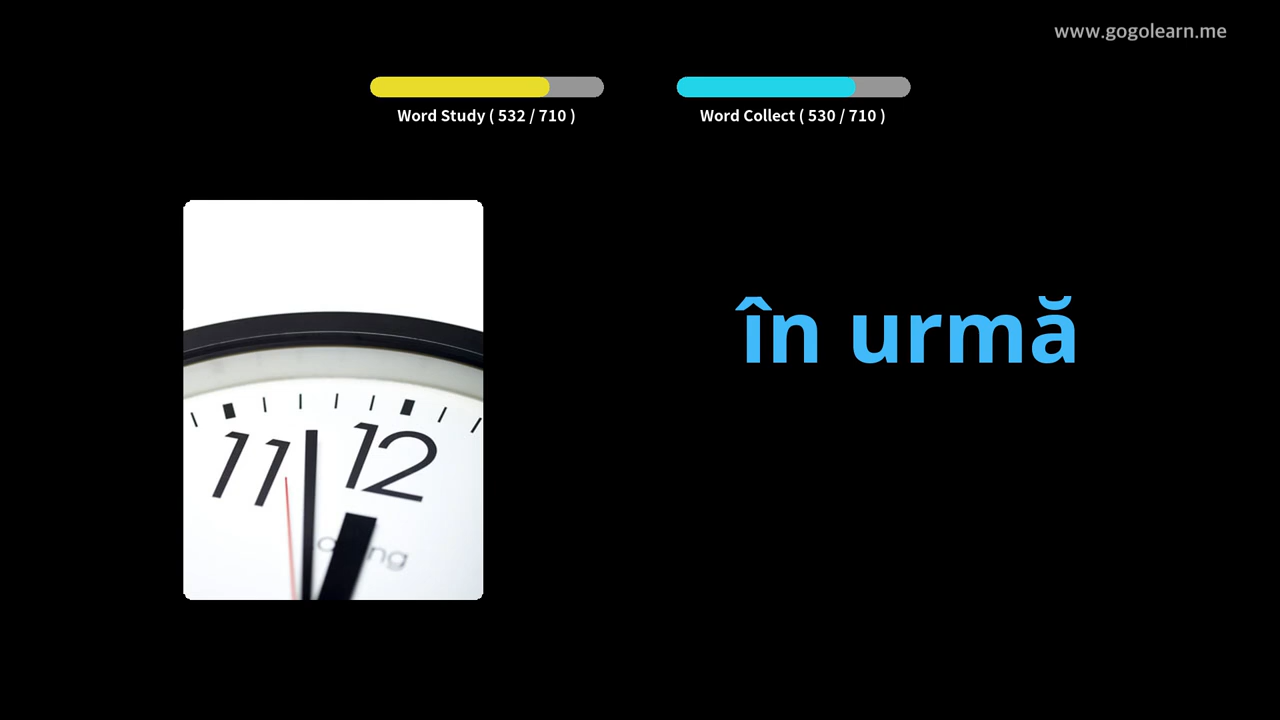 www.gogolearn.me
Word Study ( 532 / 710 )
Word Collect ( 530 / 710 )
în urmă
11
12